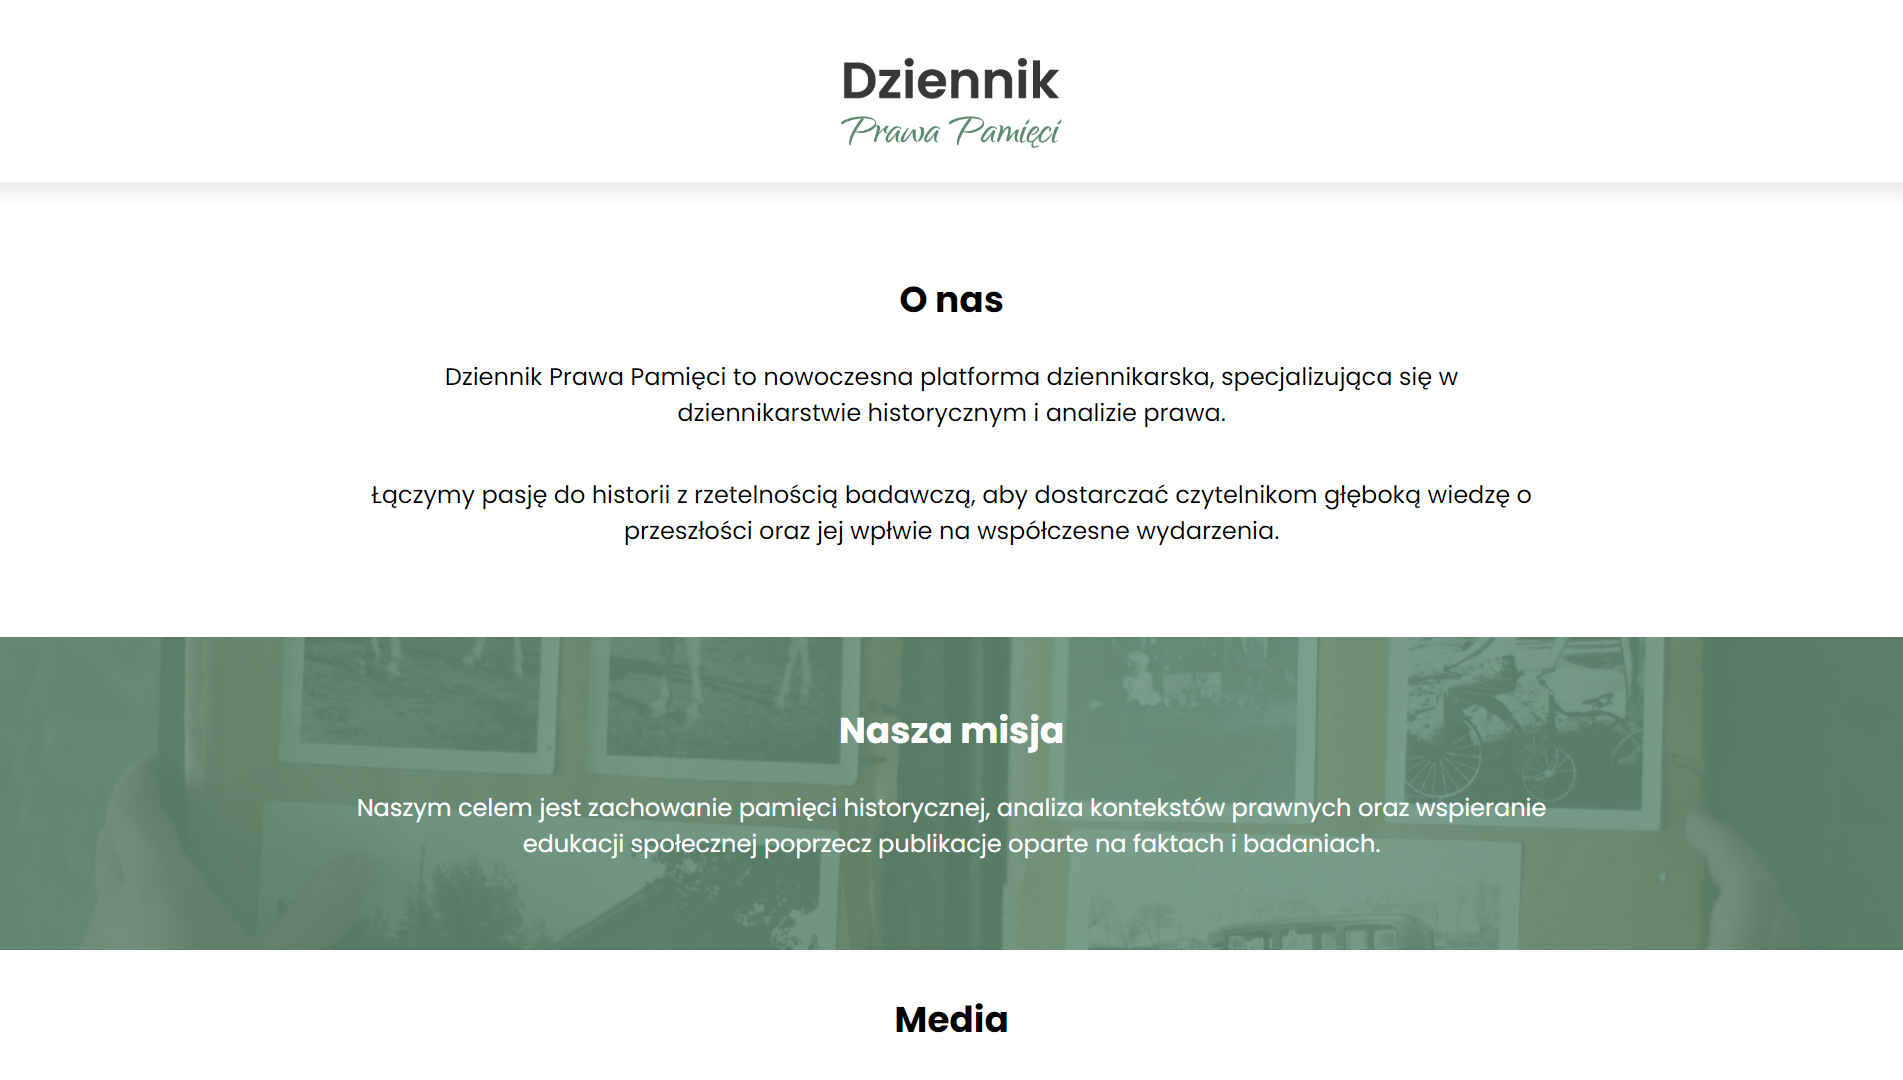 Dziennik
Prawa Pamięci
O nas
Dziennik Prawa Pamięci to nowoczesna platforma dziennikarska, specjalizująca się w
dziennikarstwie historycznym i analizie prawa.
Łączymy pasję do historii z rzetelnością badawczą, aby dostarczać czytelnikom głęboką wiedzę o
przeszłości oraz jej wpłwie na współczesne wydarzenia.
Nasza misja
Naszym celem jest zachowanie pamięci historycznej, analiza kontekstów prawnych oraz wspieranie
edukacji społecznej poprzecz publikacje oparte na faktach i badaniach.
Media